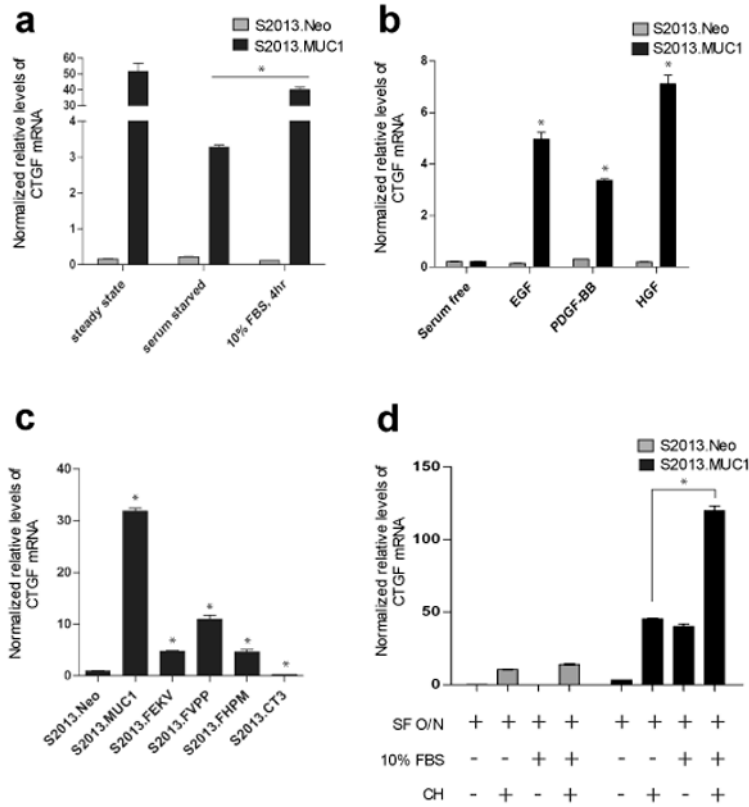 a
S2013.Neo
S2013.MUC1
Normalized relative levels of
CTGF mRNA
60
50
40
30
4
3
2
1
0
*
steady state
serum starved
10% FBS, 4hr
b
S2013.Neo
S2013.MUC1
Normalized relative levels of
CTGF mRNA
8
6
4
2
0
*
*
*
Serum free
EGF
PDGF-BB
HGF
c
Normalized relative levels of
CTGF mRNA
40
30
20
10
0
*
*
*
*
*
S2013.Neo
S2013.MUC1
S2013.FEKV
S2013.FVPP
S2013.FHPM
S2013.CT3
d
S2013.Neo
S2013.MUC1
Normalized relative levels of
CTGF mRNA
150
100
50
0
*
SF O/N + + + + + + + +
10% FBS - - + + - - + +
CH - + - + - + - +